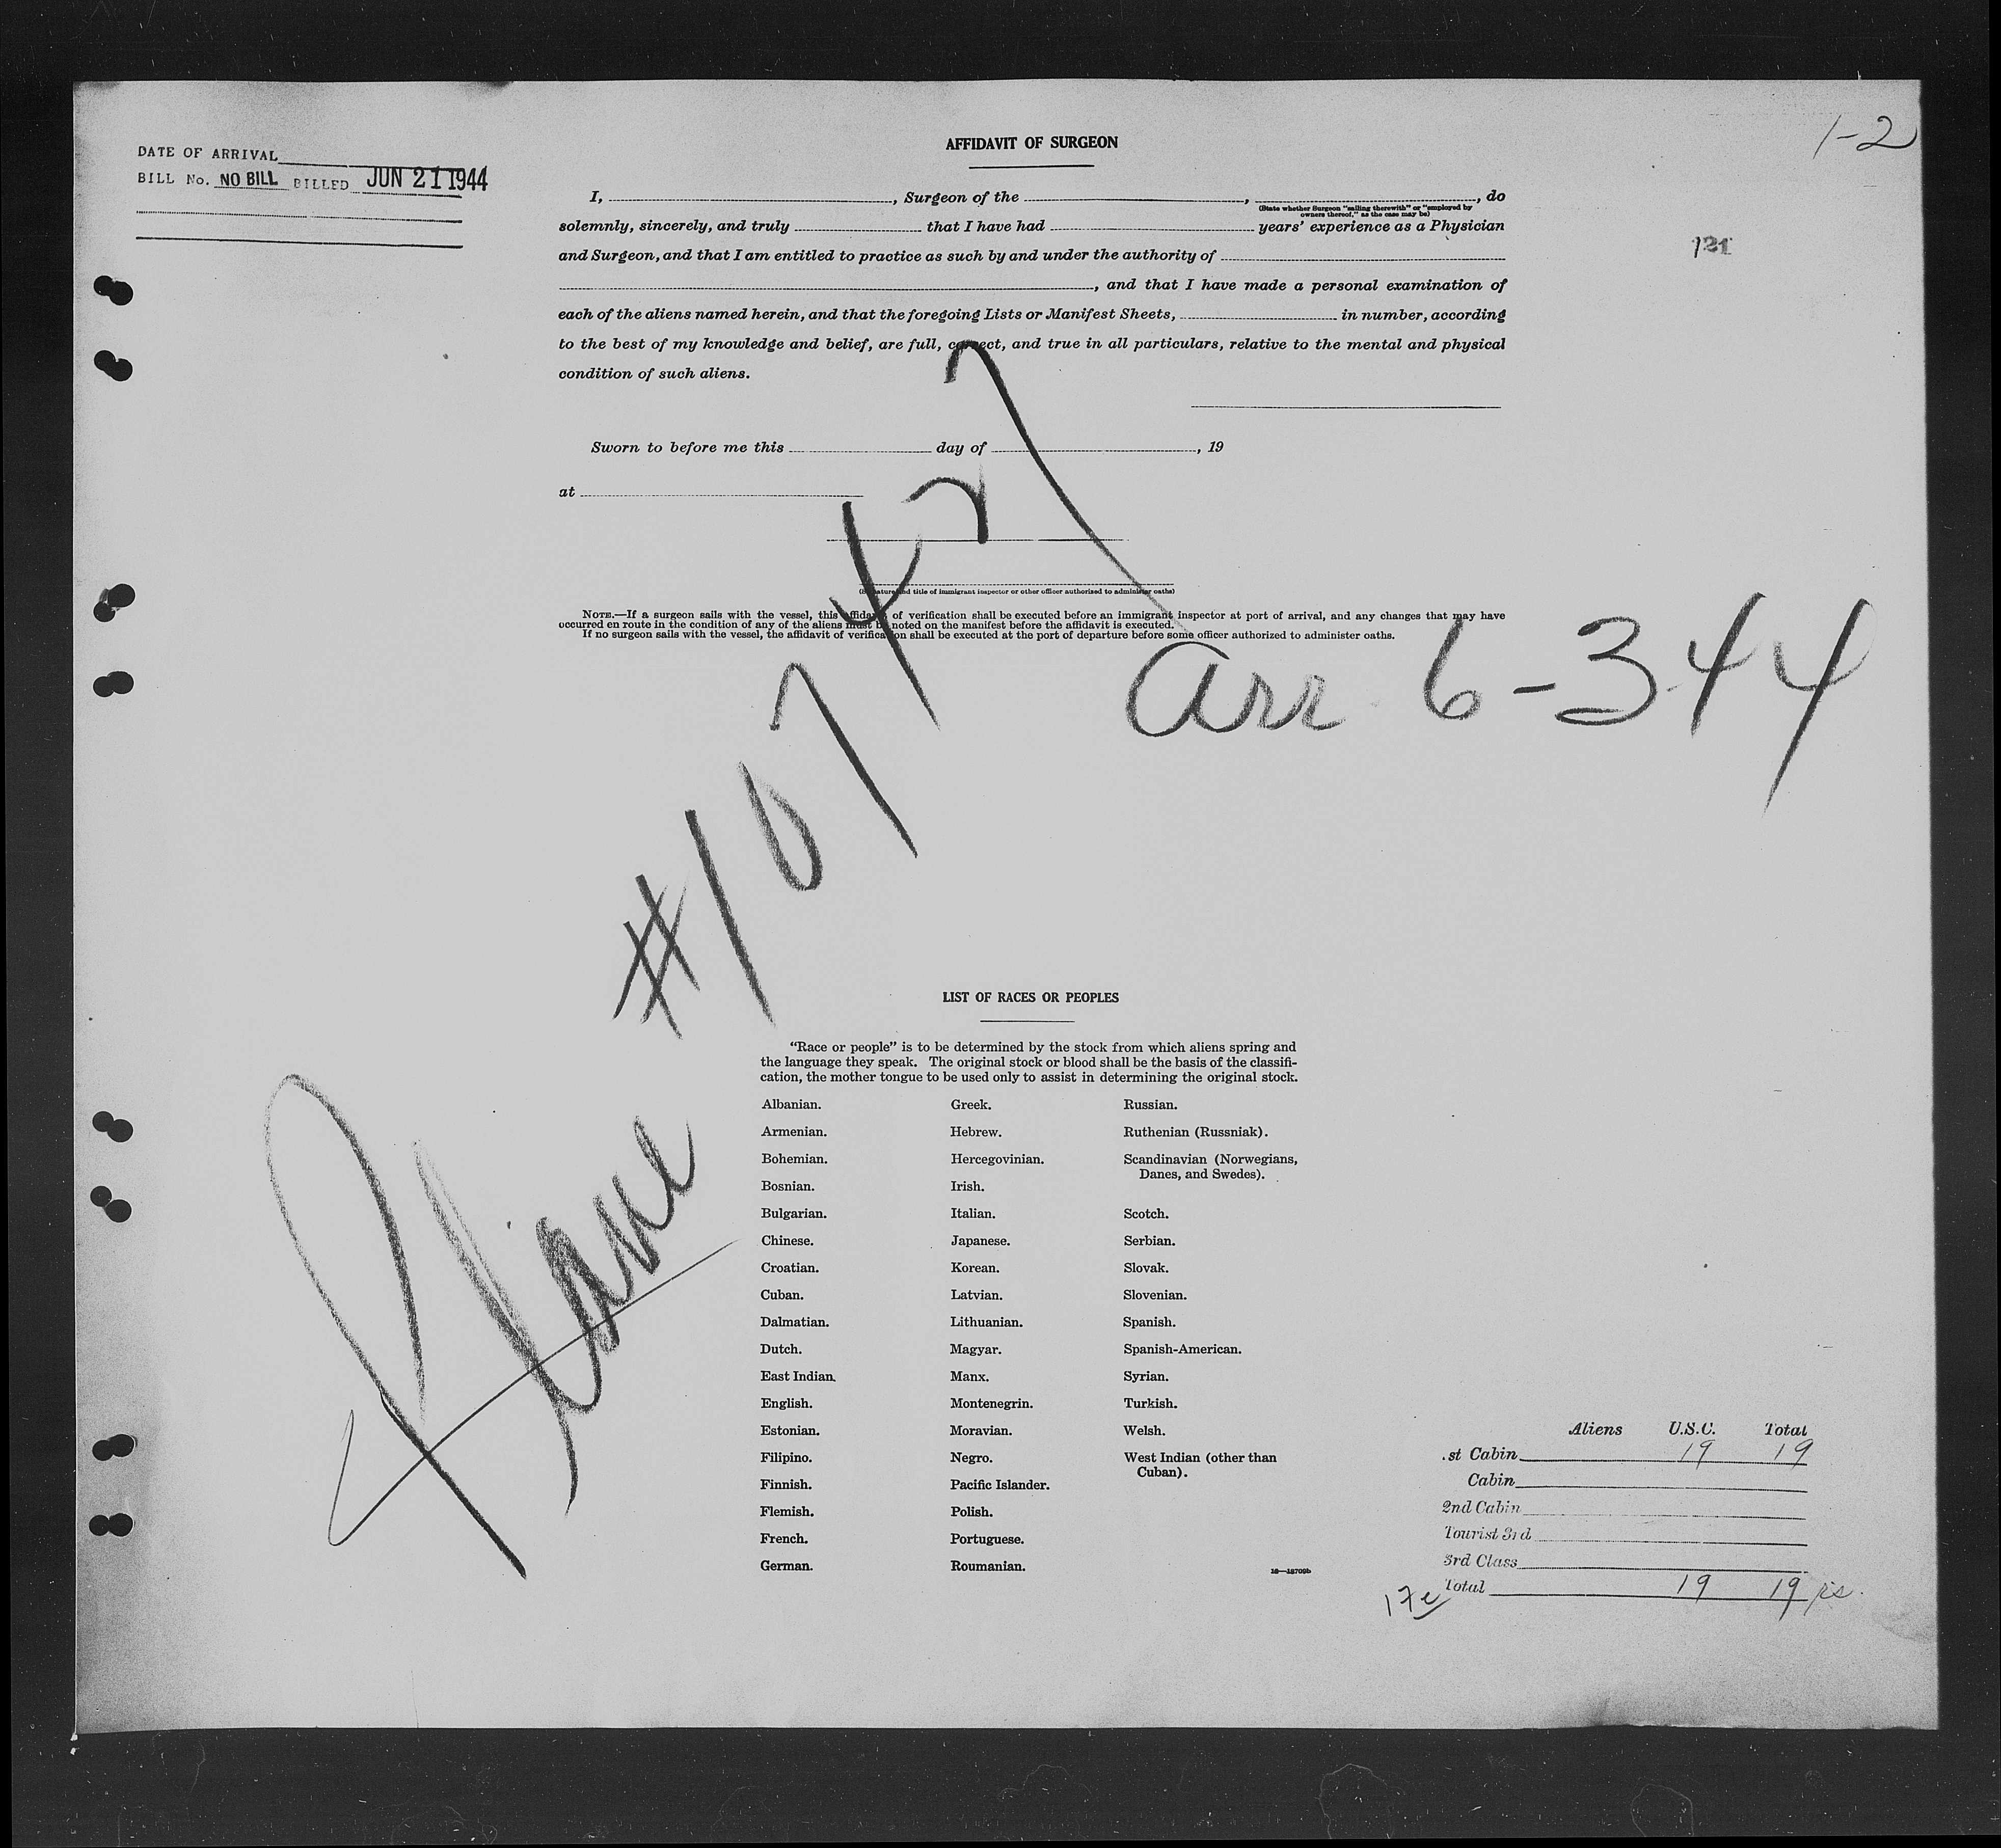 1-2
DATE OF ARRIVAL
BILL No. NO BILL BILLED JUN 21 1944
121
AFFIDAVIT OF SURGEON
I, , Surgeon of the , , do
(State whether Surgeon "sailing therewith" or "employed by
owners thereof," as the case may be)
solemnly, sincerely, and truly that I have had years' experience as a Physician
and Surgeon, and that I am entitled to practice as such by and under the authority of
, and that I have made a personal examination of
each of the aliens named herein, and that the foregoing Lists or Manifest Sheets, in number, according
to the best of my knowledge and belief, are full, correct, and true in all particulars, relative to the mental and physical
condition of such aliens.
Sworn to before me this day of , 19
at
(Signature and title of immigrant inspector or other officer authorized to administer oaths)
NOTE.—If a surgeon sails with the vessel, this affidavit of verification shall be executed before an immigrant inspector at port of arrival, and any changes that may have
occurred en route in the condition of any of the aliens must be noted on the manifest before the affidavit is executed.
If no surgeon sails with the vessel, the affidavit of verification shall be executed at the port of departure before some officer authorized to administer oaths.
Plane #107427
arr 6-3-44
LIST OF RACES OR PEOPLES
"Race or people" is to be determined by the stock from which aliens spring and
the language they speak. The original stock or blood shall be the basis of the classifi-
cation, the mother tongue to be used only to assist in determining the original stock.
Albanian.
Armenian.
Bohemian.
Bosnian.
Bulgarian.
Chinese.
Croatian.
Cuban.
Dalmatian.
Dutch.
East Indian.
English.
Estonian.
Filipino.
Finnish.
Flemish.
French.
German.
Greek.
Hebrew.
Hercegovinian.
Irish.
Italian.
Japanese.
Korean.
Latvian.
Lithuanian.
Magyar.
Manx.
Montenegrin.
Moravian.
Negro.
Pacific Islander.
Polish.
Portuguese.
Roumanian.
Russian.
Ruthenian (Russniak).
Scandinavian (Norwegians,
Danes, and Swedes).
Scotch.
Serbian.
Slovak.
Slovenian.
Spanish.
Spanish-American.
Syrian.
Turkish.
Welsh.
West Indian (other than
Cuban).
16—18709b
Aliens U.S.C. Total
.st Cabin 19 19
Cabin
2nd Cabin
Tourist 3rd
3rd Class
Total 19 19